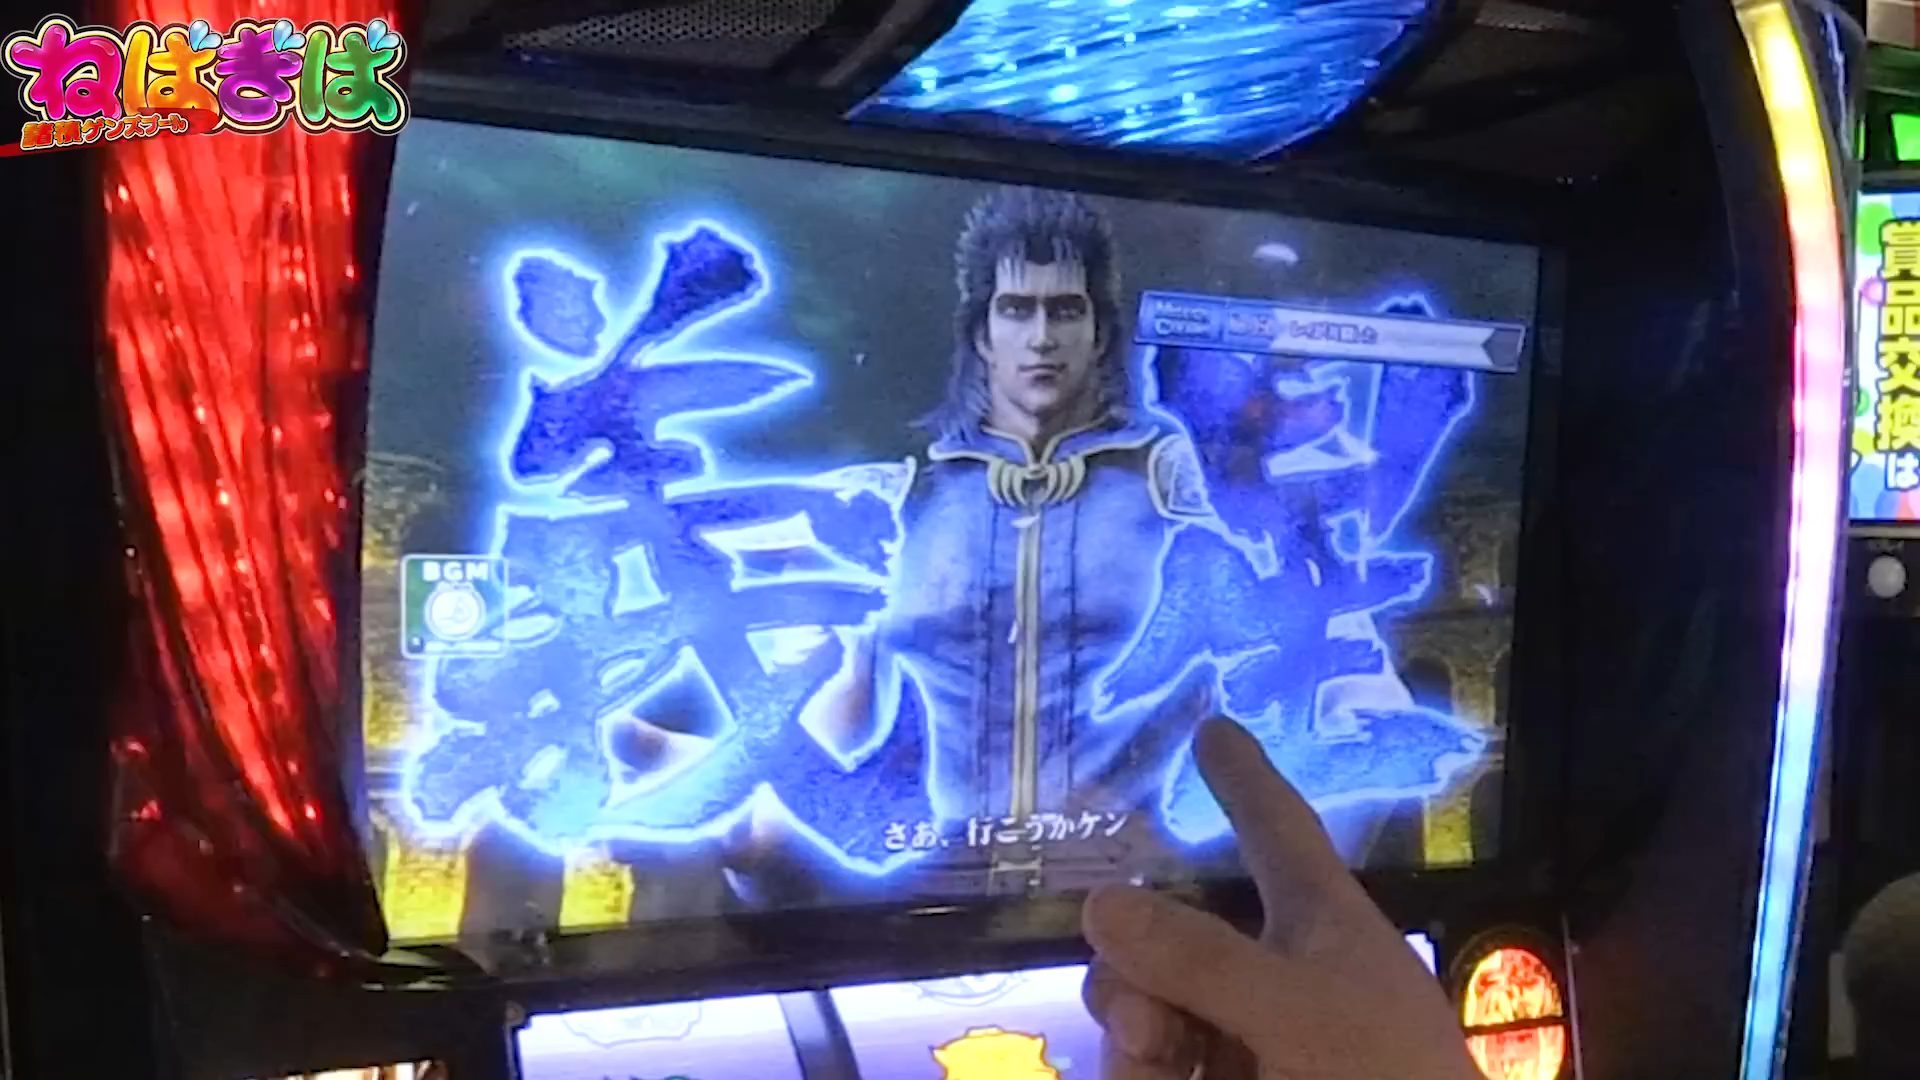 ねばぎば
諸積ゲンズブール
義星
BGM
さあ、行こうかケン
賞品交換は